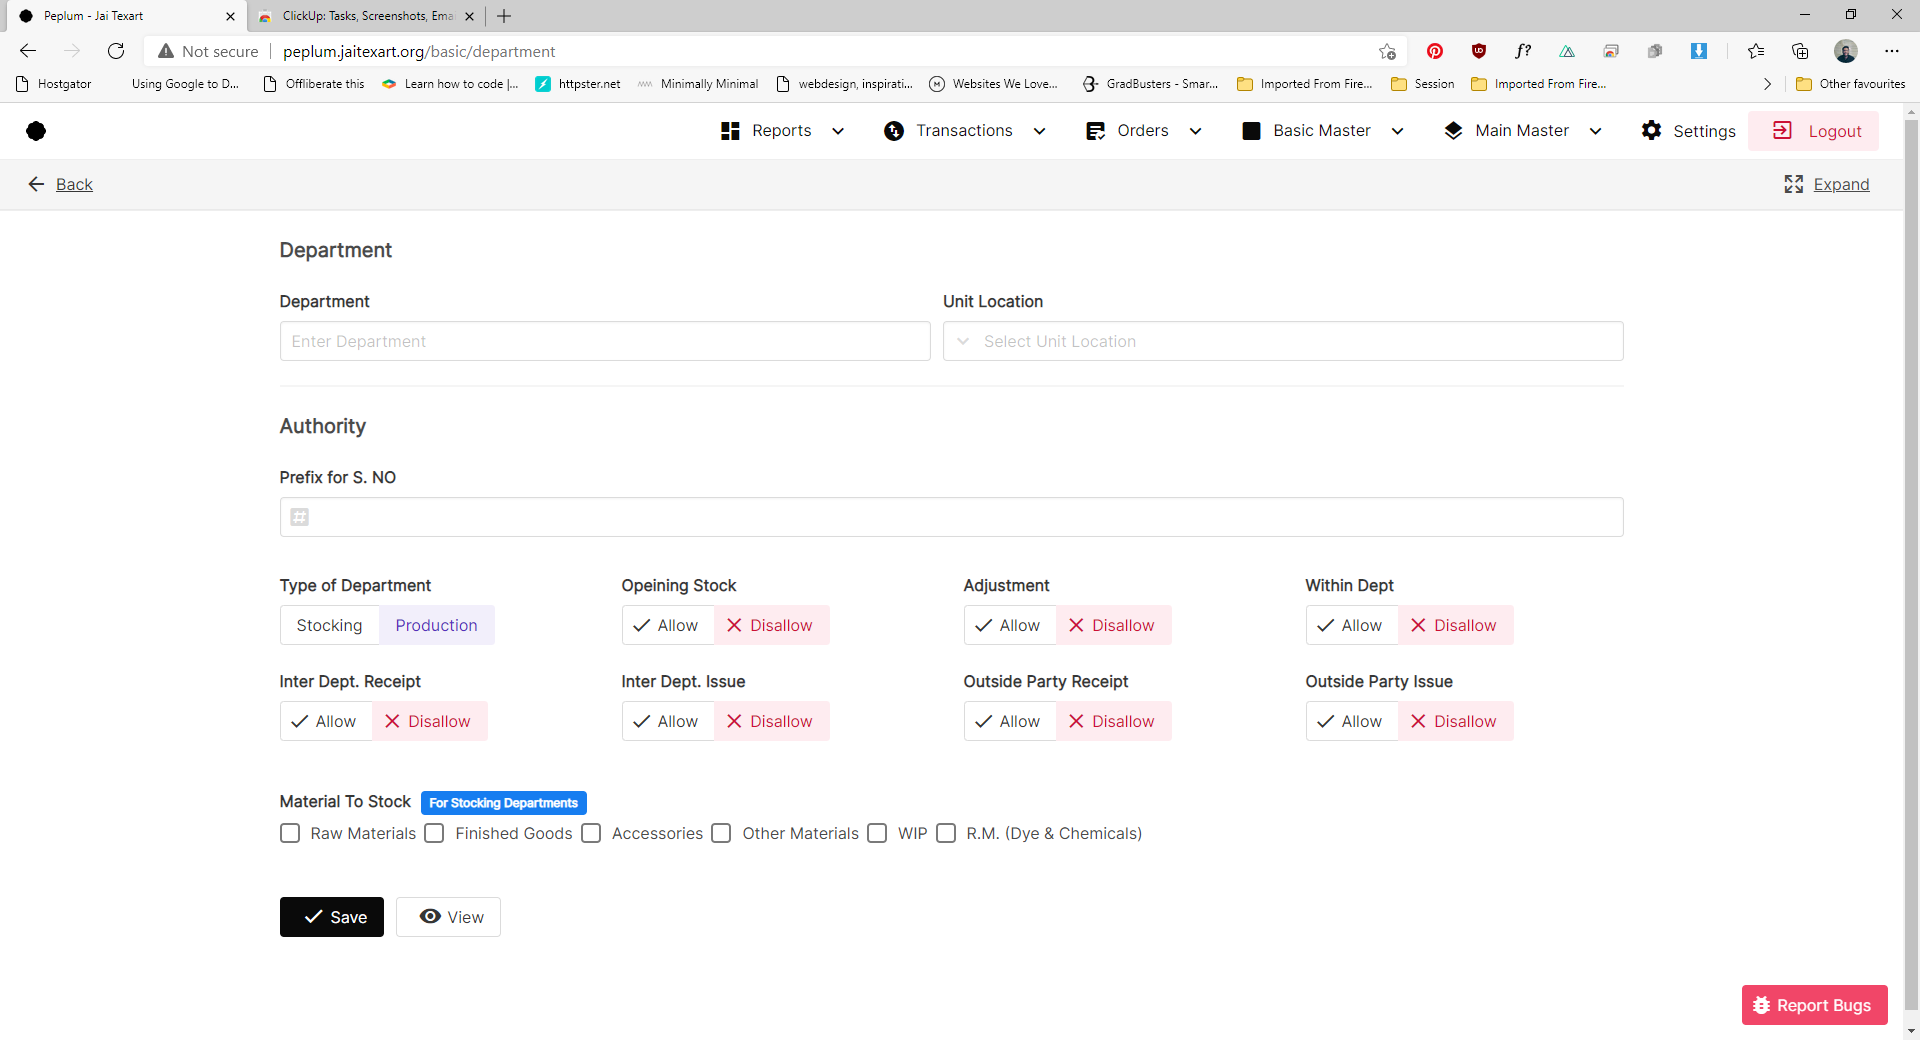 Peplum - Jai Texart
ClickUp: Tasks, Screenshots, Ema
Not secure
peplum.jaitexart.org/basic/department
Hostgator
Using Google to D...
Offliberate this
Learn how to code |...
httpster.net
Minimally Minimal
webdesign, inspirati...
Websites We Love...
GradBusters - Smar...
Imported From Fire...
Session
Imported From Fire...
Other favourites
Reports
Transactions
Orders
Basic Master
Main Master
Settings
Logout
Back
Expand
Department
Department
Unit Location
Enter Department
Select Unit Location
Authority
Prefix for S. NO
Type of Department
Opeining Stock
Adjustment
Within Dept
Stocking Production
Allow Disallow
Allow Disallow
Allow Disallow
Inter Dept. Receipt
Inter Dept. Issue
Outside Party Receipt
Outside Party Issue
Allow Disallow
Allow Disallow
Allow Disallow
Allow Disallow
Material To Stock For Stocking Departments
Raw Materials Finished Goods Accessories Other Materials WIP R.M. (Dye & Chemicals)
Save
View
Report Bugs